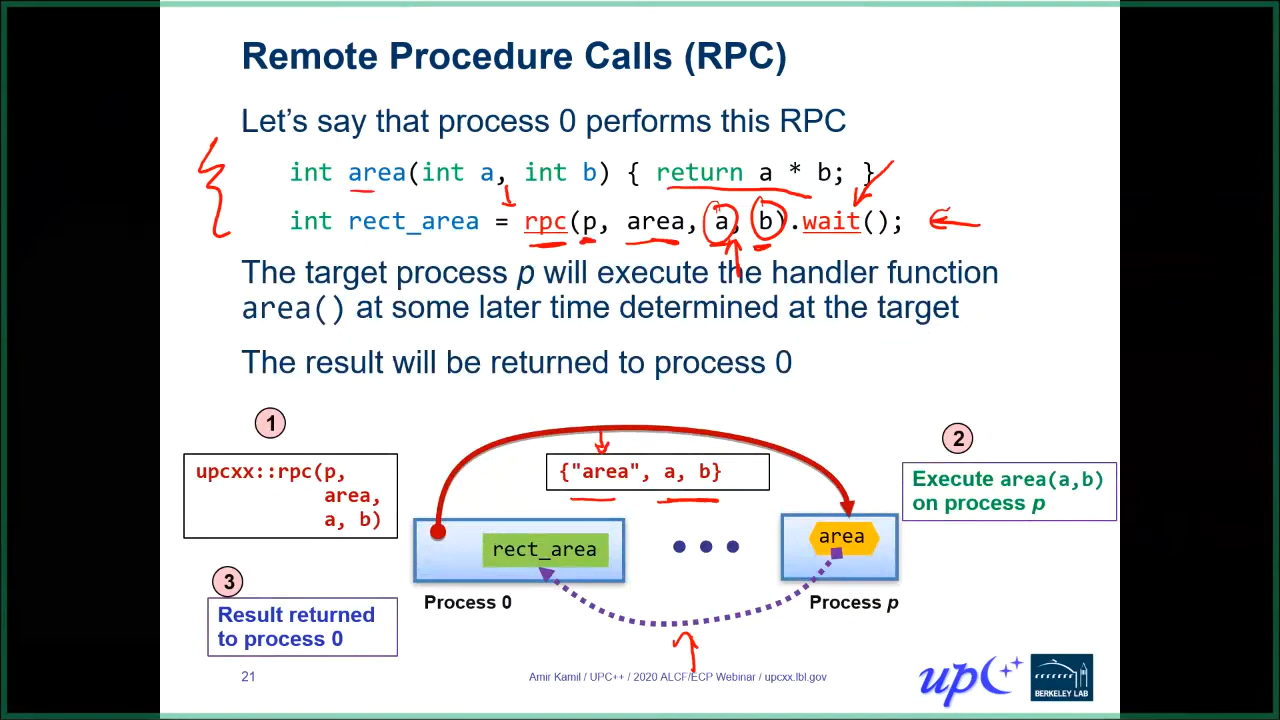 Remote Procedure Calls (RPC)
Let's say that process 0 performs this RPC
int area(int a, int b) { return a * b; }
int rect_area = rpc(p, area, a, b).wait();
The target process p will execute the handler function
area() at some later time determined at the target
The result will be returned to process 0
1
upcxx::rpc(p,
area,
a, b)
{"area", a, b}
2
Execute area(a,b)
on process p
rect_area
area
Process 0
Process p
3
Result returned
to process 0
21
Amir Kamil / UPC++ / 2020 ALCF/ECP Webinar / upcxx.lbl.gov
upC++
BERKELEY LAB